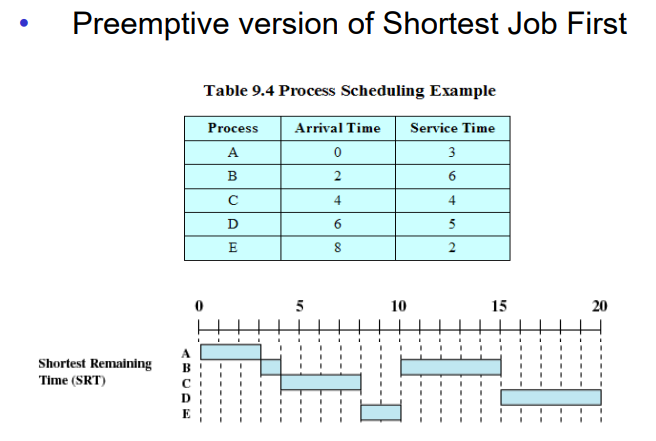 • Preemptive version of Shortest Job First
Table 9.4 Process Scheduling Example
Process Arrival Time Service Time
A 0 3
B 2 6
C 4 4
D 6 5
E 8 2
0 5 10 15 20
Shortest Remaining
Time (SRT)
A
B
C
D
E